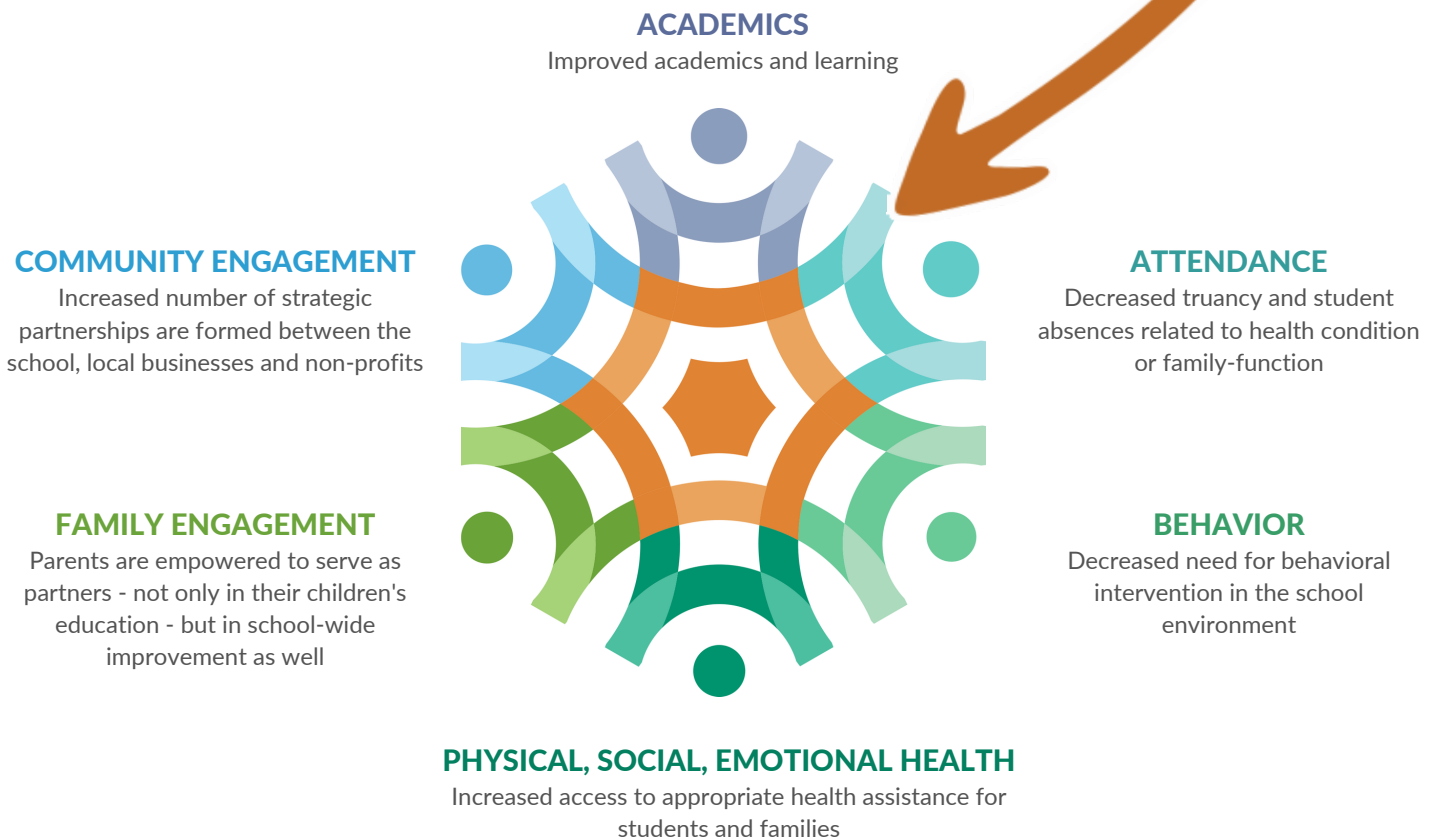 ACADEMICS
Improved academics and learning
COMMUNITY ENGAGEMENT
Increased number of strategic
partnerships are formed between the
school, local businesses and non-profits
ATTENDANCE
Decreased truancy and student
absences related to health condition
or family-function
FAMILY ENGAGEMENT
Parents are empowered to serve as
partners - not only in their children's
education - but in school-wide
improvement as well
BEHAVIOR
Decreased need for behavioral
intervention in the school
environment
PHYSICAL, SOCIAL, EMOTIONAL HEALTH
Increased access to appropriate health assistance for
students and families